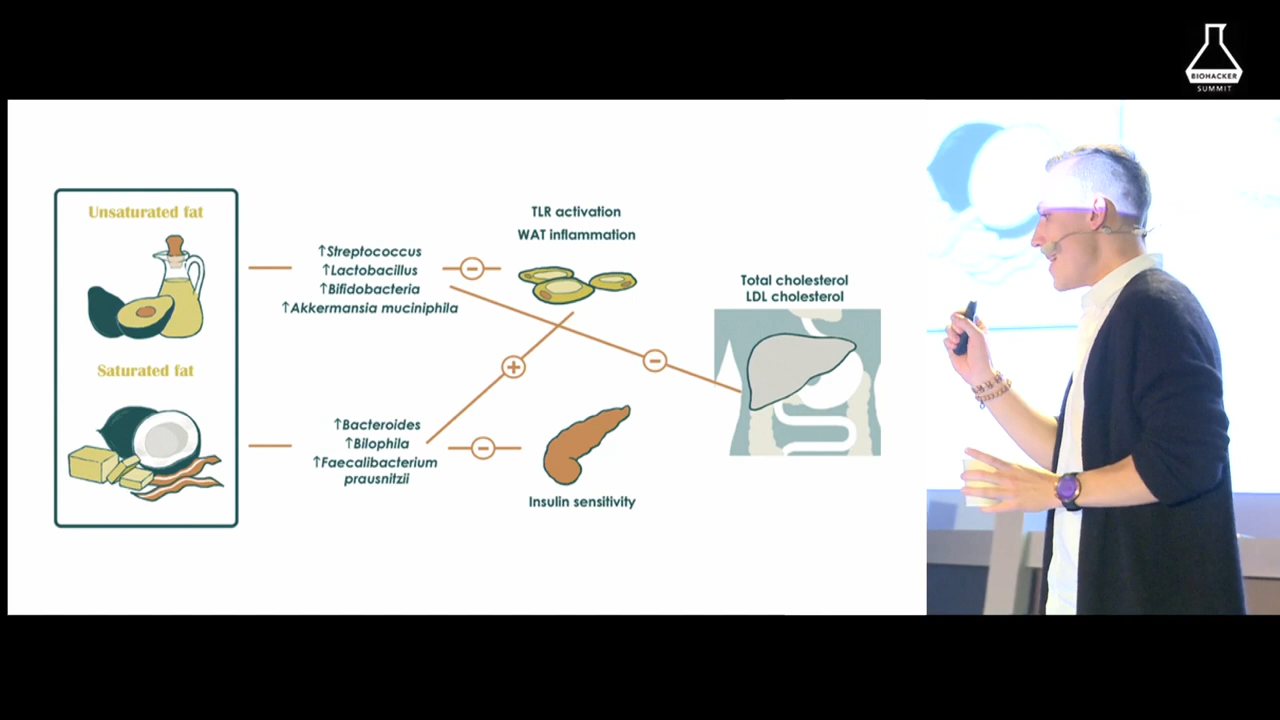 BIOHACKER
SUMMIT
Unsaturated fat
Saturated fat
↑Streptococcus
↑Lactobacillus
↑Bifidobacteria
↑Akkermansia muciniphila
↑Bacteroides
↑Bilophila
↑Faecalibacterium
prausnitzii
TLR activation
WAT inflammation
Insulin sensitivity
Total cholesterol
LDL cholesterol